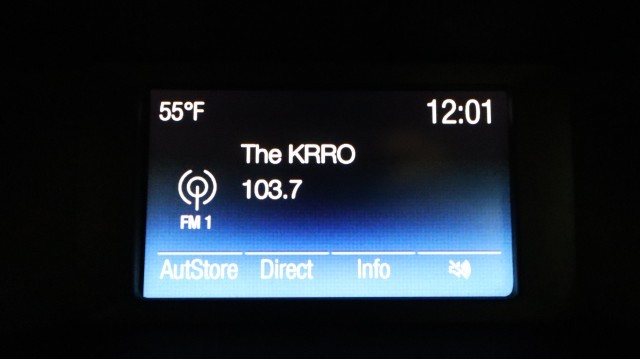 55°F
12:01
The KRRO
103.7
FM 1
AutStore Direct Info